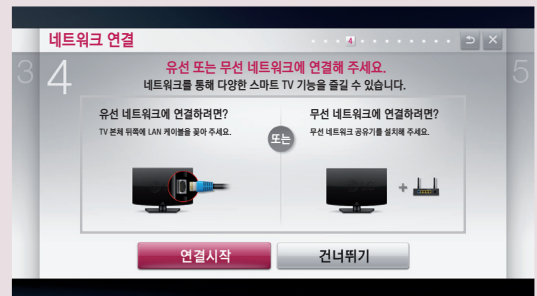 네트워크 연결
4
3
4
5
유선 또는 무선 네트워크에 연결해 주세요.
네트워크를 통해 다양한 스마트 TV 기능을 즐길 수 있습니다.
유선 네트워크에 연결하려면?
TV 본체 뒤쪽에 LAN 케이블을 꽂아 주세요.
또는
무선 네트워크에 연결하려면?
무선 네트워크 공유기를 설치해 주세요.
연결시작
건너뛰기